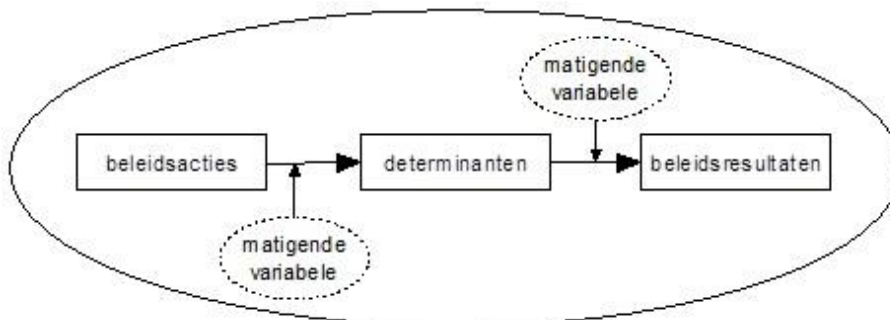 matigende
variabele
beleidsacties
determinanten
beleidsresultaten
matigende
variabele